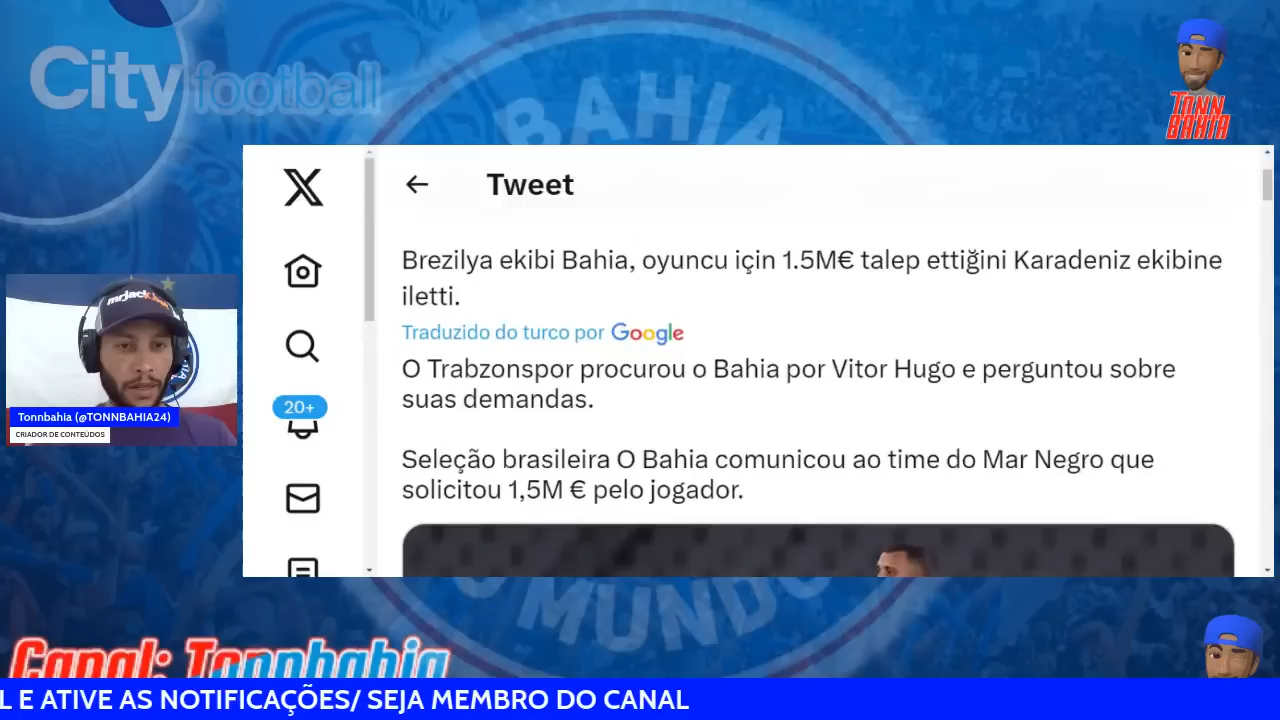 City football
BAHIA
TONN
BAHIA
X
Tweet
Brezilya ekibi Bahia, oyuncu için 1.5M€ talep ettiğini Karadeniz ekibine
iletti.
Traduzido do turco por Google
O Trabzonspor procurou o Bahia por Vitor Hugo e perguntou sobre
suas demandas.
20+
Seleção brasileira O Bahia comunicou ao time do Mar Negro que
solicitou 1,5M € pelo jogador.
mrjack.bet
Tonnbahia (@TONNBAHIA24)
CRIADOR DE CONTEÚDOS
O MUNDO
Canal: Tonnbahia
L E ATIVE AS NOTIFICAÇÕES/ SEJA MEMBRO DO CANAL